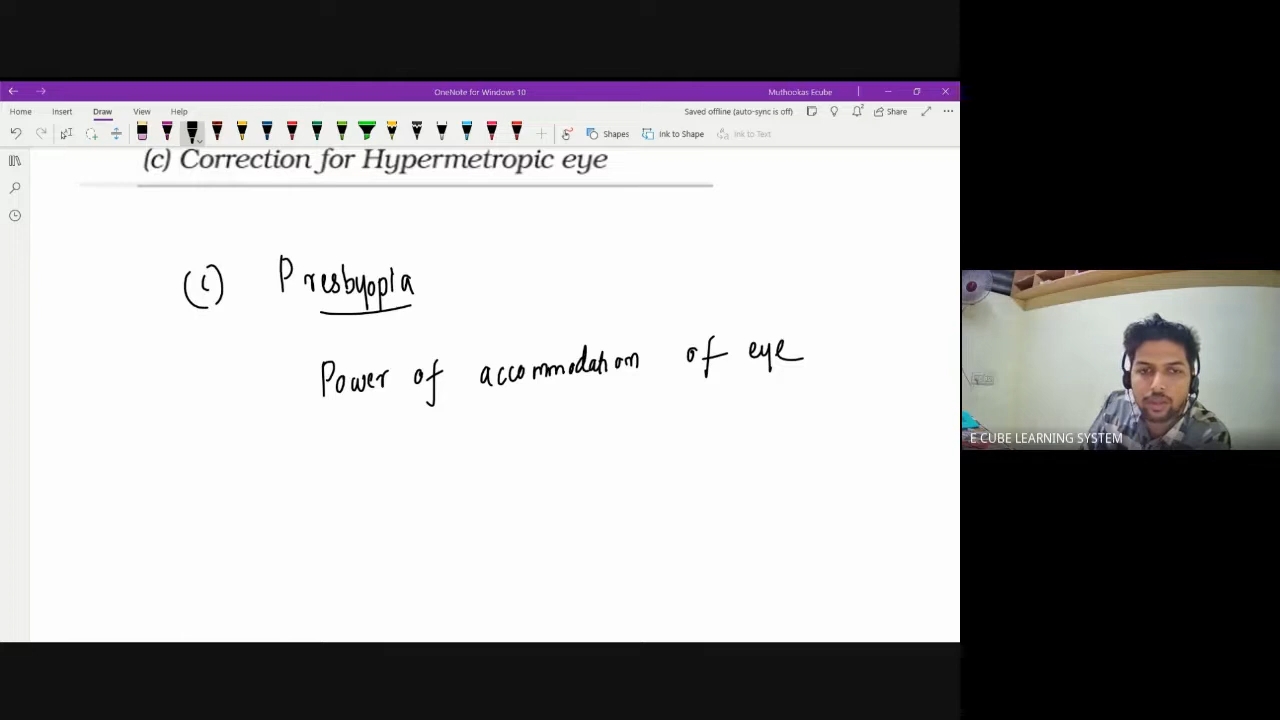 OneNote for Windows 10
Muthookas Ecube
Home Insert Draw View Help
Saved offline (auto-sync is off)
Share
Shapes
Ink to Shape
Ink to Text
(c) Correction for Hypermetropic eye
(c) Presbyopia
Power of accommodation of eye
E CUBE LEARNING SYSTEM